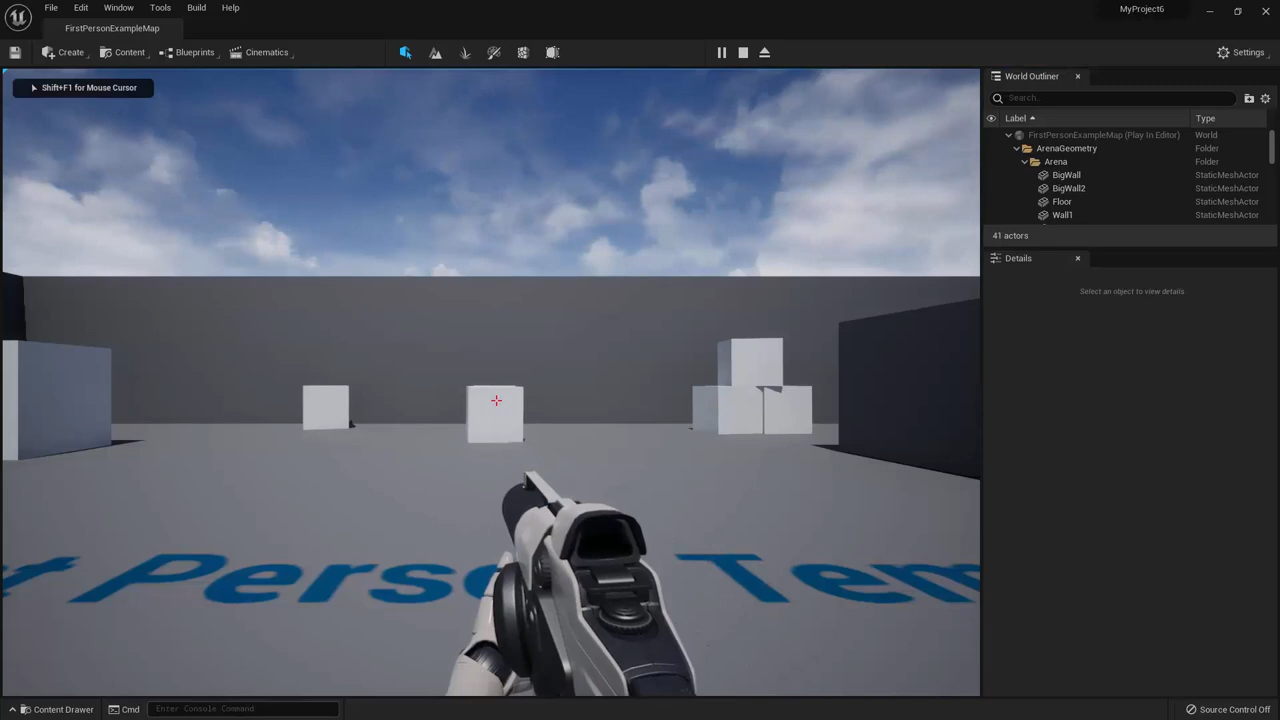 File Edit Window Tools Build Help
MyProject6
FirstPersonExampleMap
Create Content Blueprints Cinematics
Settings
Shift+F1 for Mouse Cursor
World Outliner
Search..
Label Type
FirstPersonExampleMap (Play In Editor) World
ArenaGeometry Folder
Arena Folder
BigWall StaticMeshActor
BigWall2 StaticMeshActor
Floor StaticMeshActor
Wall1 StaticMeshActor
41 actors
Details
Select an object to view details
t Perso Tem
Content Drawer Cmd Enter Console Command
Source Control Off